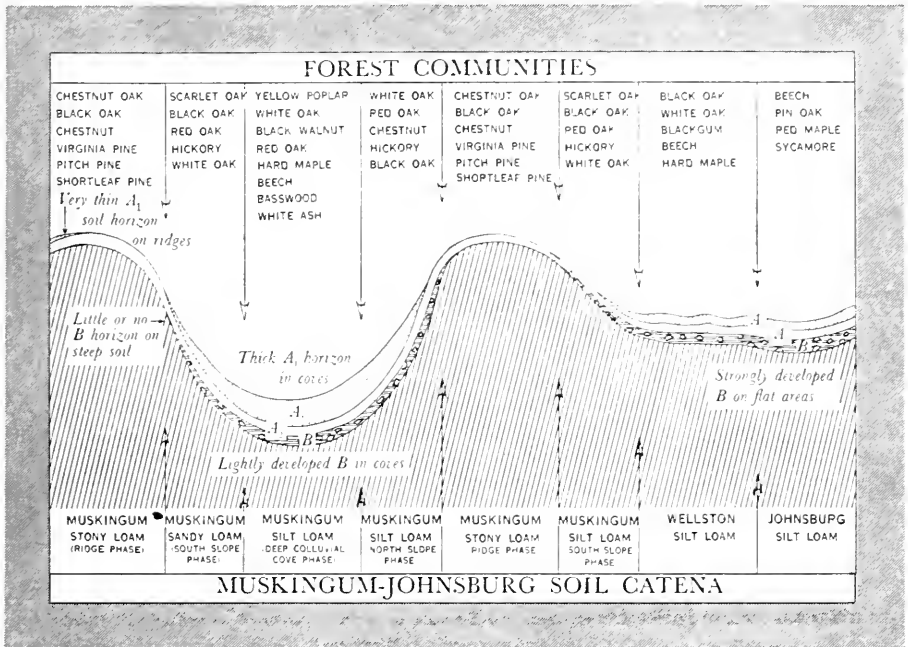 FOREST COMMUNITIES
CHESTNUT OAK
BLACK OAK
CHESTNUT
VIRGINIA PINE
PITCH PINE
SHORTLEAF PINE
SCARLET OAK
BLACK OAK
RED OAK
HICKORY
WHITE OAK
YELLOW POPLAR
WHITE OAK
BLACK WALNUT
RED OAK
HARD MAPLE
BEECH
BASSWOOD
WHITE ASH
WHITE OAK
RED OAK
CHESTNUT
HICKORY
BLACK OAK
CHESTNUT OAK
BLACK OAK
CHESTNUT
VIRGINIA PINE
PITCH PINE
SHORTLEAF PINE
SCARLET OAK
BLACK OAK
RED OAK
HICKORY
WHITE OAK
BLACK OAK
WHITE OAK
BLACKGUM
BEECH
HARD MAPLE
BEECH
PIN OAK
RED MAPLE
SYCAMORE
Very thin A₁
soil horizon
on ridges
Little or no
B horizon on
steep soil
Thick A₁ horizon
in coves
A
A
B
Lightly developed B in coves
A
A
B
Strongly developed
B on flat areas
MUSKINGUM
STONY LOAM
(RIDGE PHASE)
MUSKINGUM
SANDY LOAM
(SOUTH SLOPE
PHASE)
MUSKINGUM
SILT LOAM
(DEEP COLLUVIAL
COVE PHASE)
MUSKINGUM
SILT LOAM
NORTH SLOPE
PHASE
MUSKINGUM
STONY LOAM
RIDGE PHASE
MUSKINGUM
SILT LOAM
SOUTH SLOPE
PHASE
WELLSTON
SILT LOAM
JOHNSBURG
SILT LOAM
MUSKINGUM-JOHNSBURG SOIL CATENA